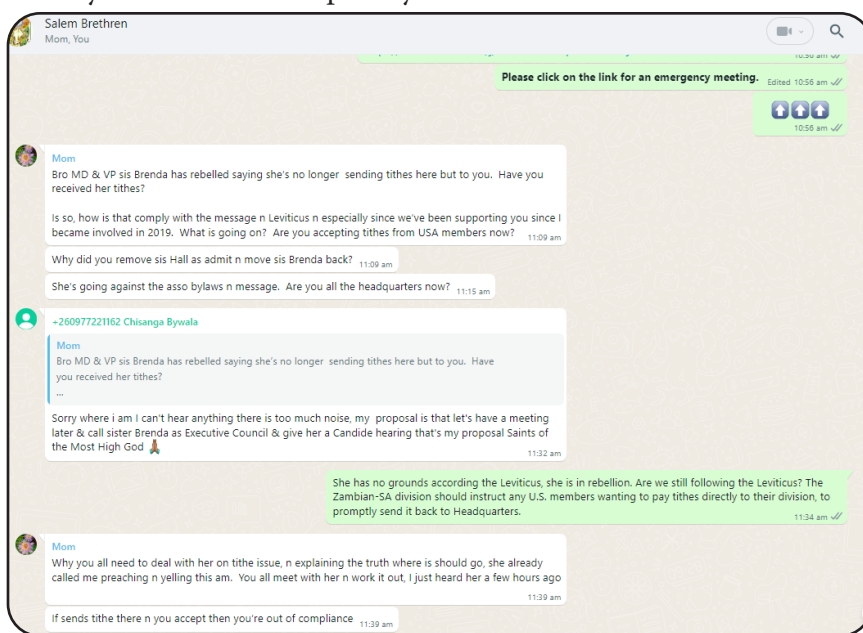 Salem Brethren
Mom, You
Please click on the link for an emergency meeting. Edited 10:56 am
10:56 am
Mom
Bro MD & VP sis Brenda has rebelled saying she's no longer sending tithes here but to you. Have you
received her tithes?
Is so, how is that comply with the message n Leviticus n especially since we've been supporting you since I
became involved in 2019. What is going on? Are you accepting tithes from USA members now? 11:09 am
Why did you remove sis Hall as admit n move sis Brenda back? 11:09 am
She's going against the asso bylaws n message. Are you all the headquarters now? 11:15 am
+260977221162 Chisanga Bywala
Mom
Bro MD & VP sis Brenda has rebelled saying she's no longer sending tithes here but to you. Have
you received her tithes?
...
Sorry where i am I can't hear anything there is too much noise, my proposal is that let's have a meeting
later & call sister Brenda as Executive Council & give her a Candide hearing that's my proposal Saints of
the Most High God 🙏🏽
11:32 am
She has no grounds according the Leviticus, she is in rebellion. Are we still following the Leviticus? The
Zambian-SA division should instruct any U.S. members wanting to pay tithes directly to their division, to
promptly send it back to Headquarters. 11:34 am
Mom
Why you all need to deal with her on tithe issue, n explaining the truth where is should go, she already
called me preaching n yelling this am. You all meet with her n work it out, I just heard her a few hours ago
11:39 am
If sends tithe there n you accept then you're out of compliance 11:39 am